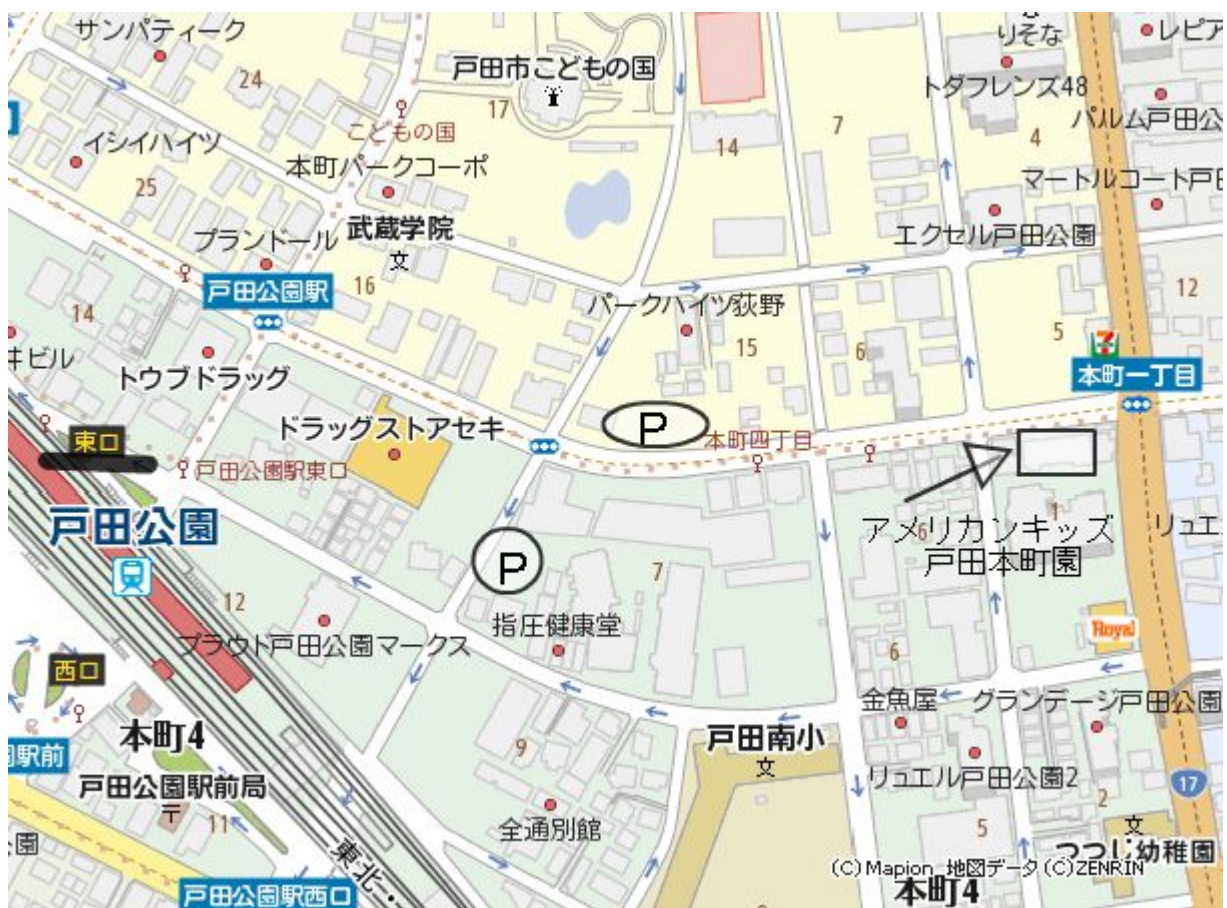 サンパティーク
24
戸田市こどもの国
17
りそな
レピア
トダフレンズ48
こどもの国
イシイハイツ
本町パークコーポ
25
14
7
4
パルム戸田公
マートルコート戸田
ブランドール
武蔵学院
文
エクセル戸田公園
戸田公園駅
16
パークハイツ荻野
12
14
15
6
5
7
本町一丁目
キビル
トウブドラッグ
ドラッグストアセキ
P
本町四丁目
東口
戸田公園駅東口
戸田公園
P
アメリカンキッズ
戸田本町園
6
1
リュエ
12
7
指圧健康堂
プラウド戸田公園マークス
Royal
西口
6
金魚屋
グランデージ戸田公園
本町4
駅前
9
戸田南小
文
戸田公園駅前局
〒
リュエル戸田公園2
17
2
11
全通別館
5
文
つつじ幼稚園
園
東北・
(C)Mapion 地図データ(C)ZENRIN
戸田公園駅西口
本町4